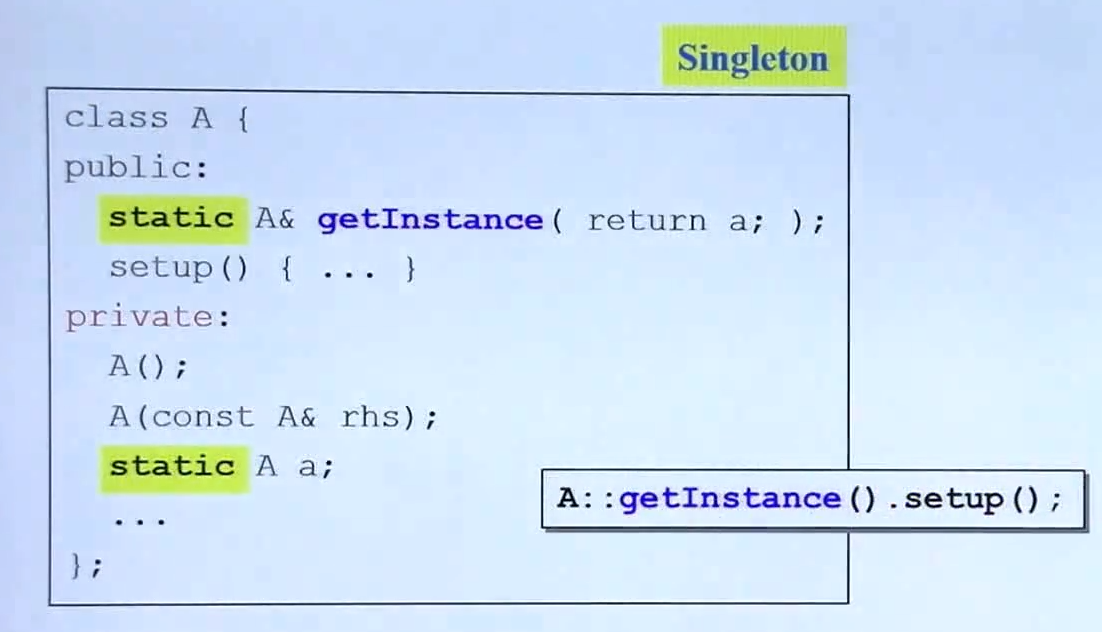 Singleton
class A {
public:
static A& getInstance( return a; );
setup() { ... }
private:
A();
A(const A& rhs);
static A a;
...
A::getInstance().setup();
};